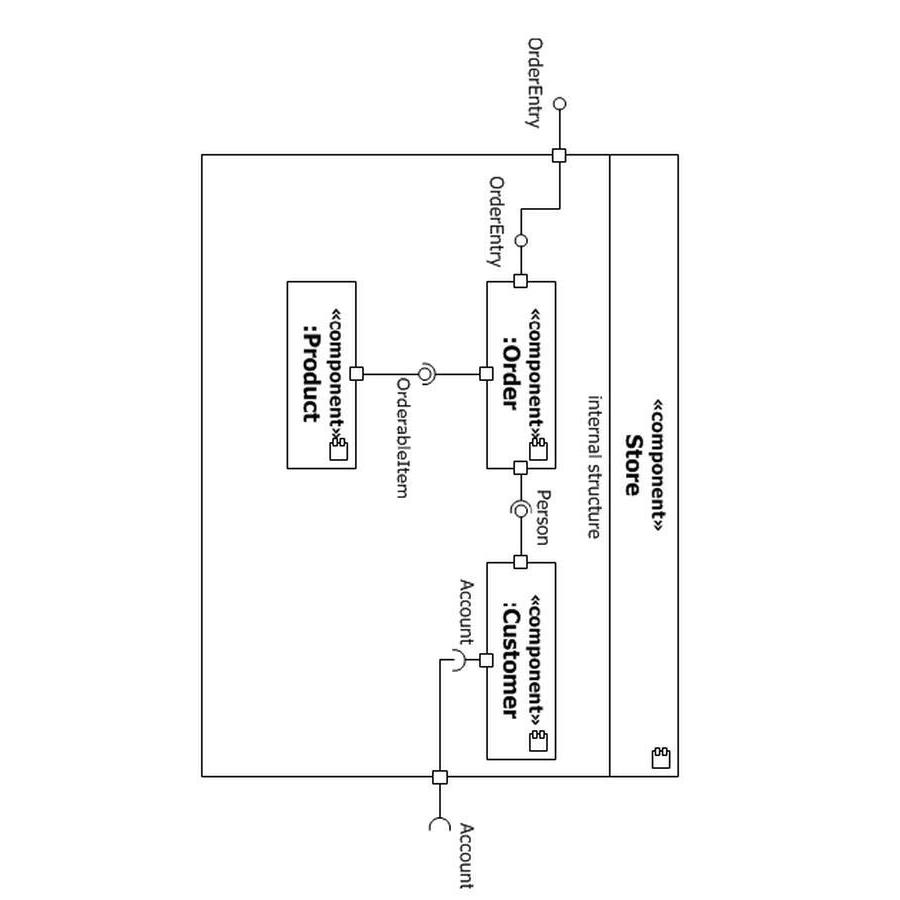 «component»
Store
internal structure
OrderEntry
OrderEntry
«component»
:Order
Person
«component»
:Customer
Account
Account
OrderableItem
«component»
:Product